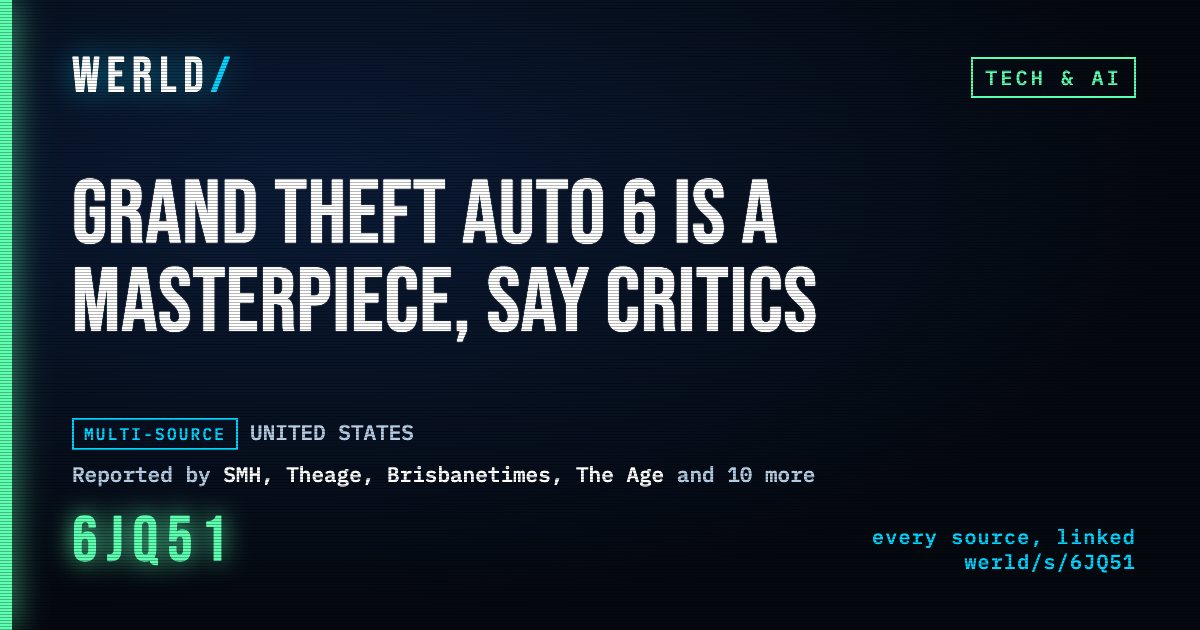 WERLD/
TECH & AI
GRAND THEFT AUTO 6 IS A
MASTERPIECE, SAY CRITICS
MULTI-SOURCE UNITED STATES
Reported by SMH, Theage, Brisbanetimes, The Age and 10 more
6JQ51
every source, linked
werld/s/6JQ51